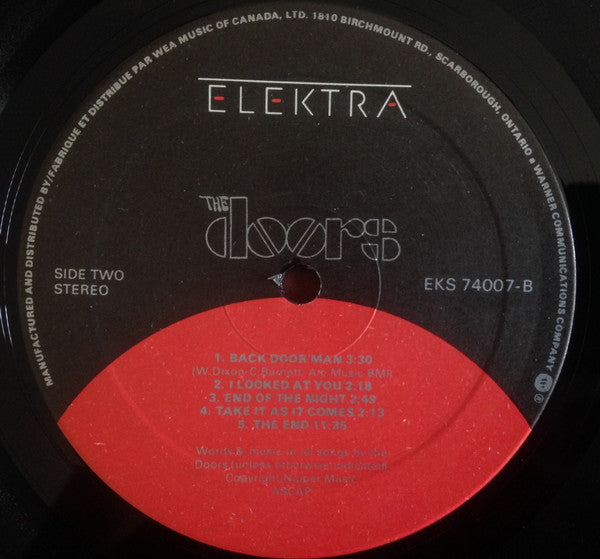 MANUFACTURED AND DISTRIBUTED BY/FABRIQUE ET DISTRIBUE PAR WEA MUSIC OF CANADA, LTD. 1810 BIRCHMOUNT RD., SCARBOROUGH, ONTARIO a WARNER COMMUNICATIONS COMPANY
ELEKTRA
THE doors
SIDE TWO
STEREO
EKS 74007-B
1. BACK DOOR MAN 3:30
(W. Dixon-C. Burnett, Arc Music BMI)
2. I LOOKED AT YOU 2:18
3. END OF THE NIGHT 2:49
4. TAKE IT AS IT COMES 2:13
5. THE END 11:35
Words & music to all songs by the
Doors (unless otherwise indicated)
Copyright Nipper Music
ASCAP